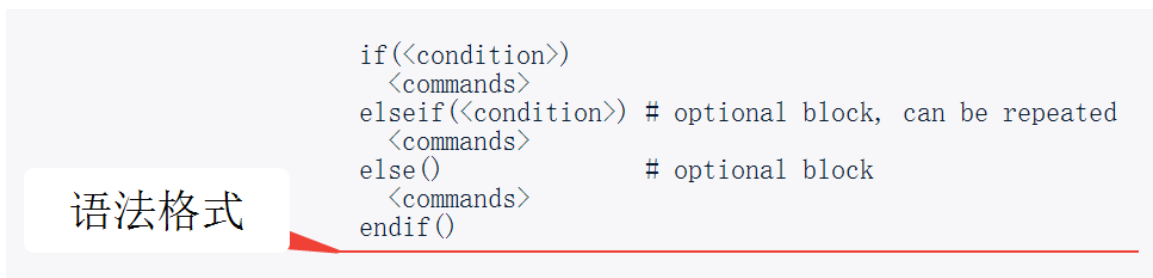 if(<condition>)
  <commands>
elseif(<condition>) # optional block, can be repeated
  <commands>
else()              # optional block
  <commands>
endif()
语法格式